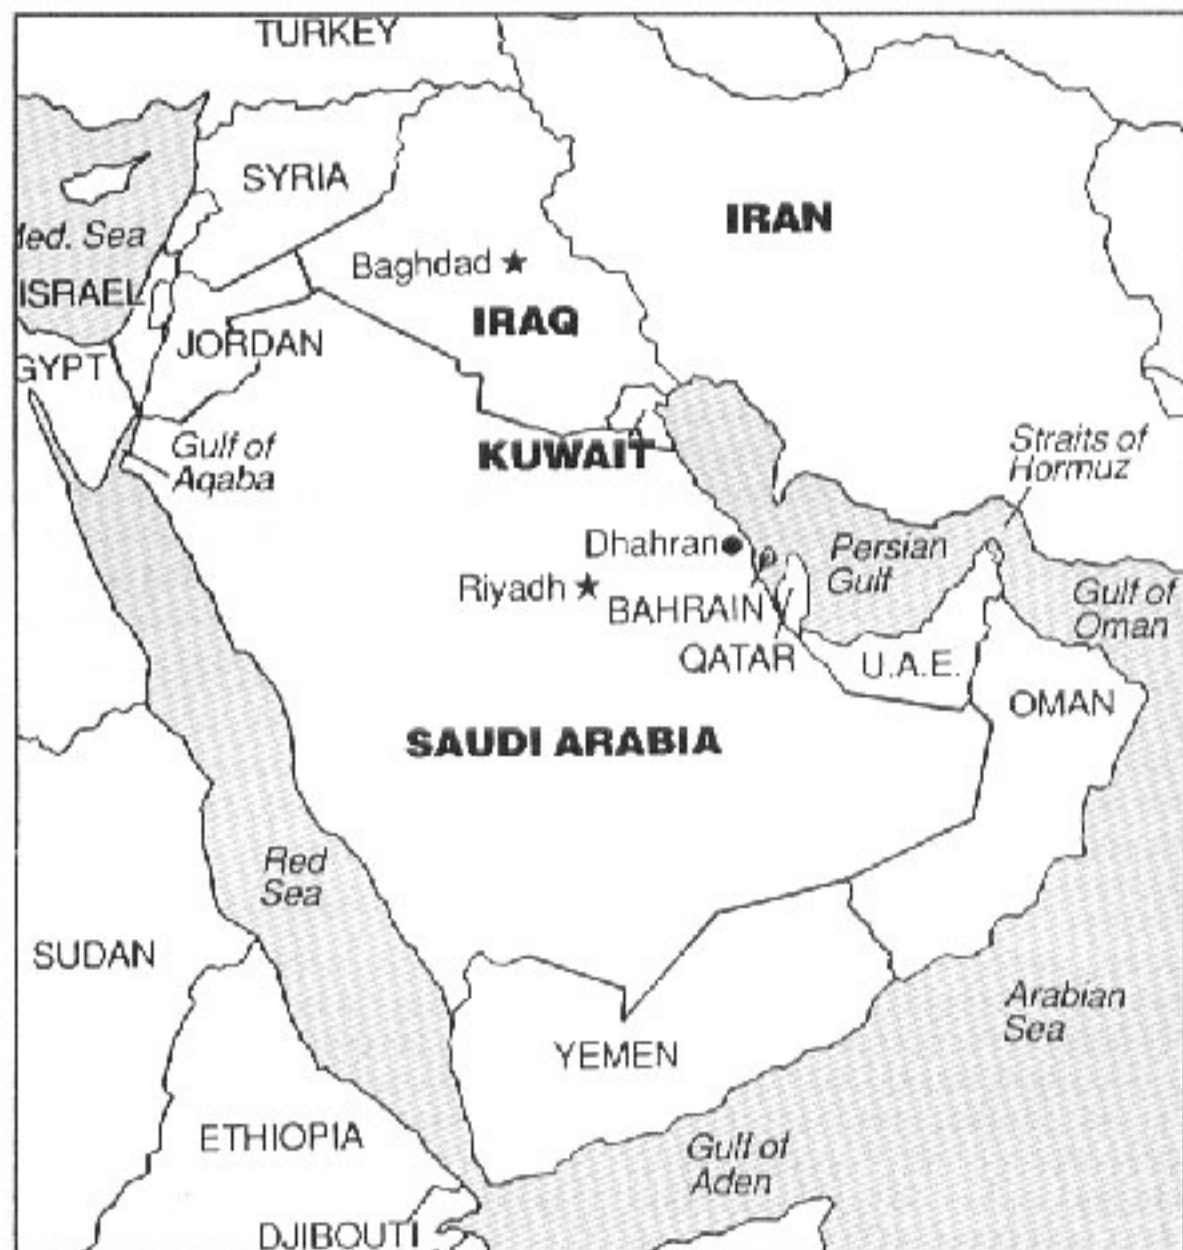 TURKEY
SYRIA
IRAN
Med. Sea
Baghdad
ISRAEL
IRAQ
JORDAN
GYPT
Gulf of
Aqaba
KUWAIT
Straits of
Hormuz
Dhahran
Persian
Gulf
Riyadh
BAHRAIN
Gulf of
Oman
QATAR
U.A.E.
OMAN
SAUDI ARABIA
Red
Sea
SUDAN
Arabian
Sea
YEMEN
ETHIOPIA
Gulf of
Aden
DJIBOUTI